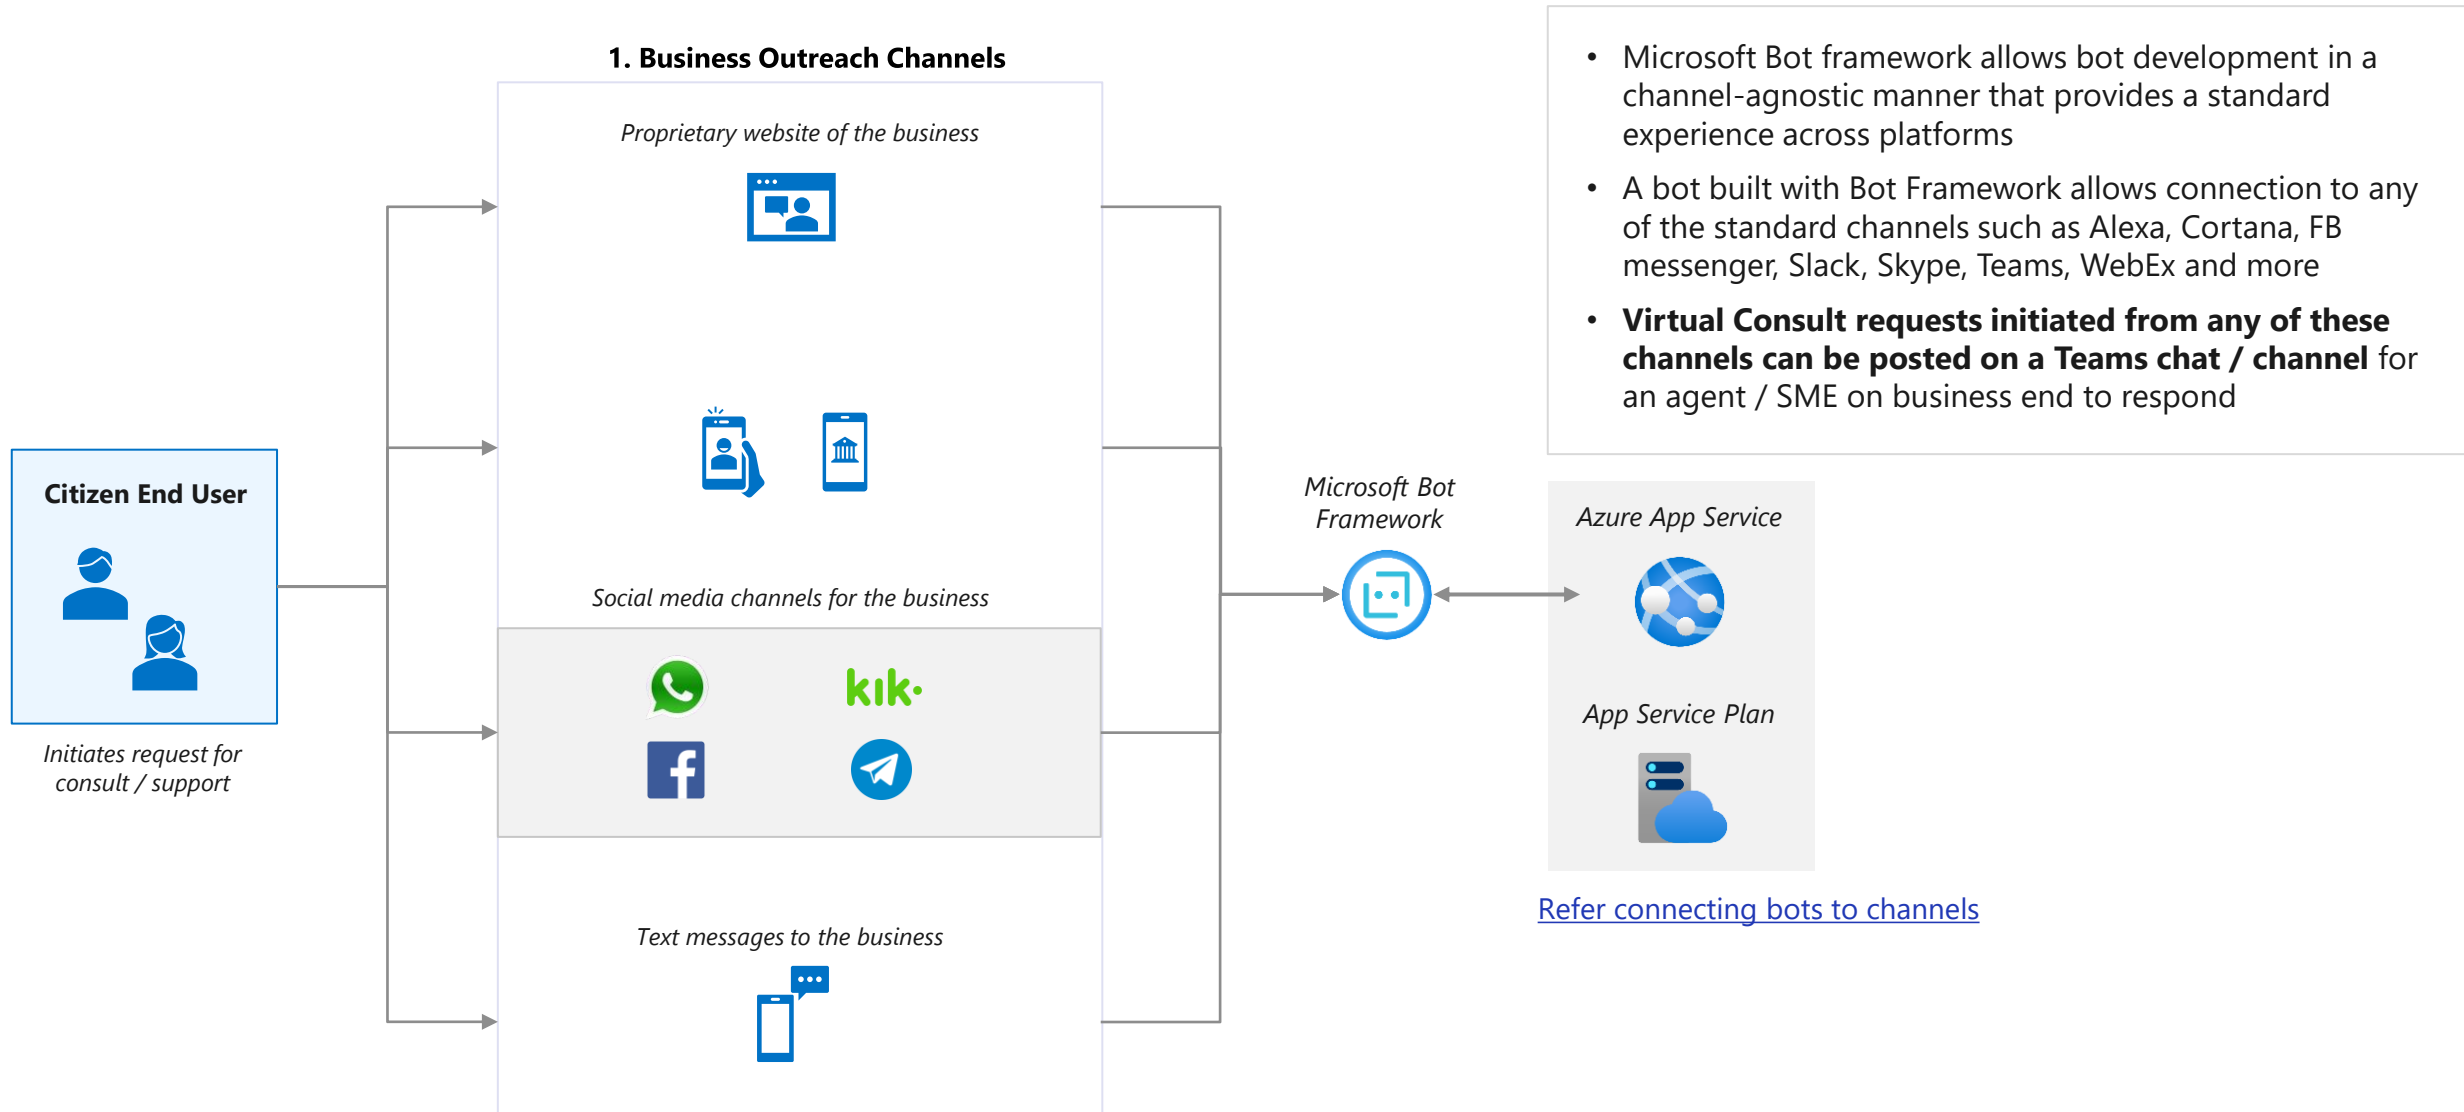 1. Business Outreach Channels
Proprietary website of the business
Citizen End User
Initiates request for
consult / support
Social media channels for the business
kik·
Text messages to the business
Microsoft Bot
Framework
• Microsoft Bot framework allows bot development in a
channel-agnostic manner that provides a standard
experience across platforms
• A bot built with Bot Framework allows connection to any
of the standard channels such as Alexa, Cortana, FB
messenger, Slack, Skype, Teams, WebEx and more
• Virtual Consult requests initiated from any of these
channels can be posted on a Teams chat / channel for
an agent / SME on business end to respond
Azure App Service
App Service Plan
Refer connecting bots to channels